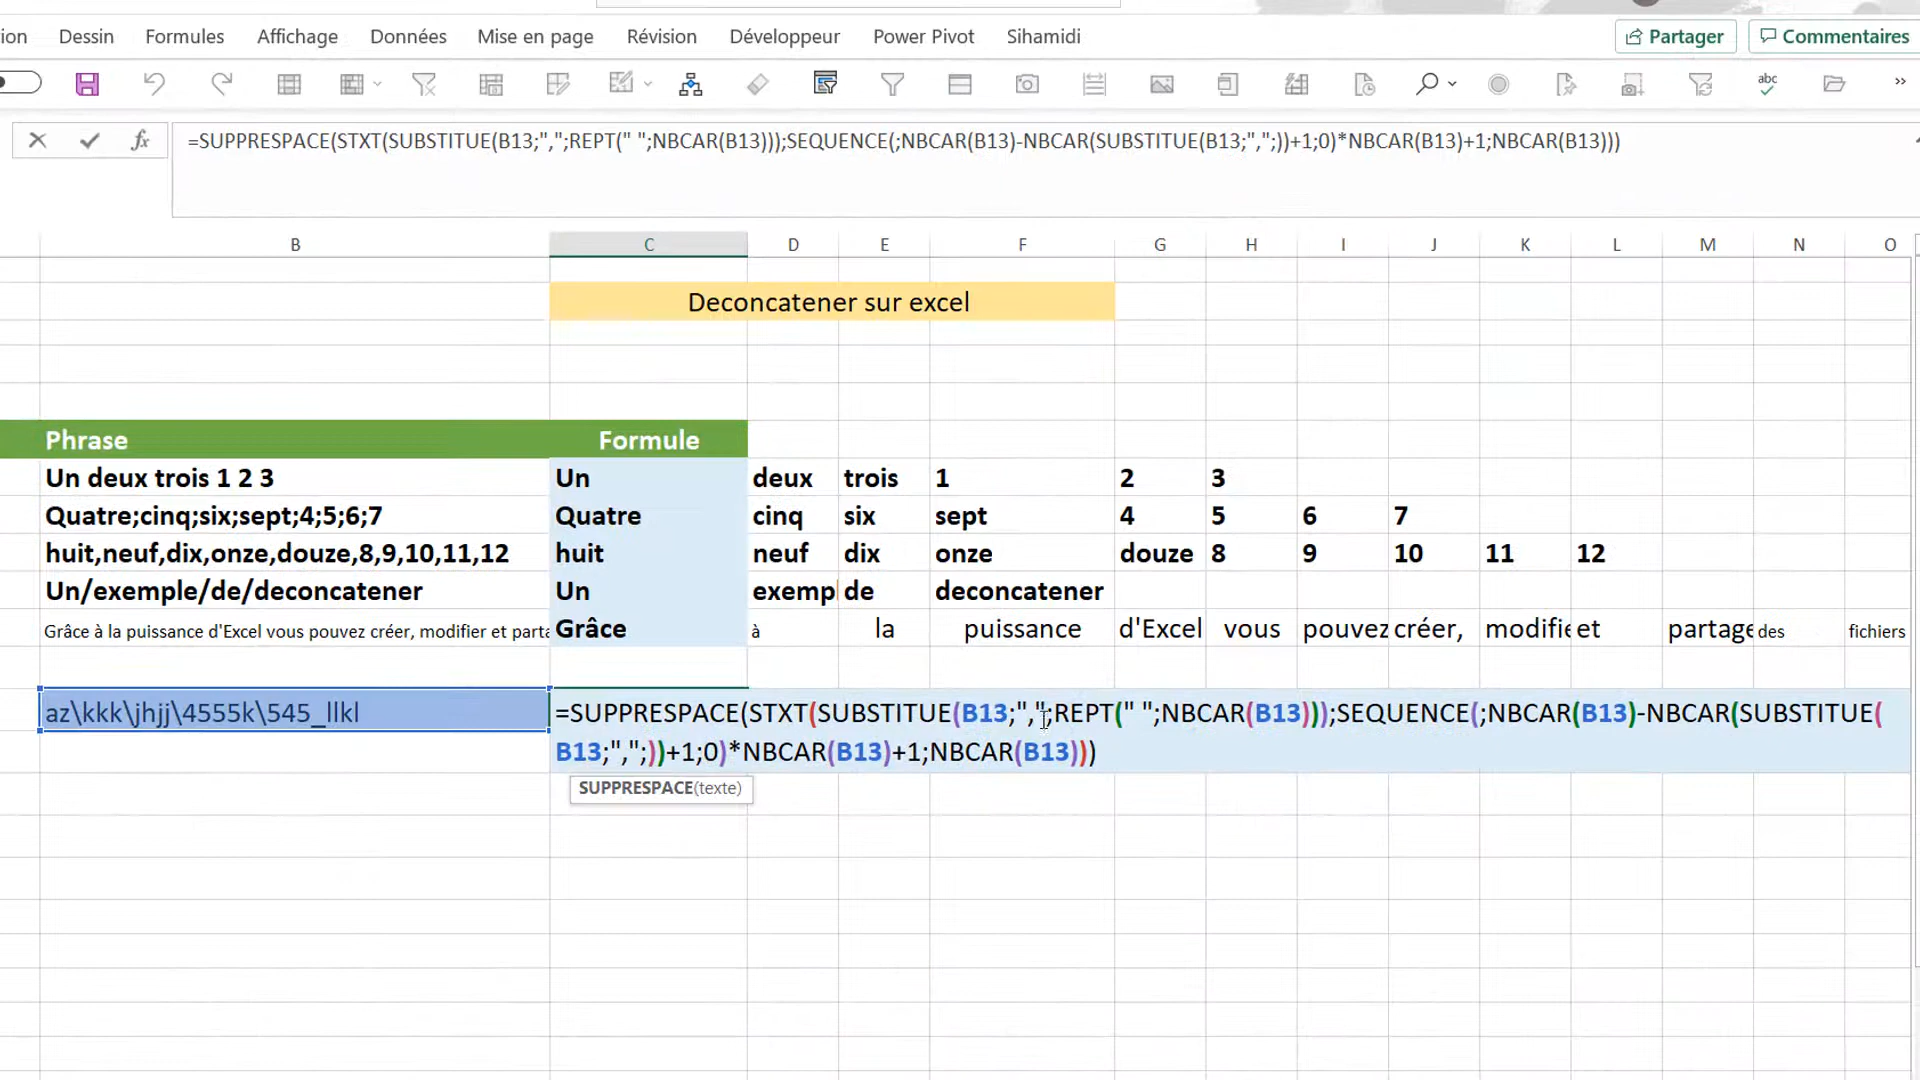 ion Dessin Formules Affichage Données Mise en page Révision Développeur Power Pivot Sihamidi Partager Commentaires
abc »
fx =SUPPRESPACE(STXT(SUBSTITUE(B13;",";REPT(" ";NBCAR(B13)));SEQUENCE(;NBCAR(B13)-NBCAR(SUBSTITUE(B13;",";))+1;0)*NBCAR(B13)+1;NBCAR(B13)))
B C D E F G H I J K L M N O
Deconcatener sur excel
Phrase Formule
Un deux trois 1 2 3 Un deux trois 1 2 3
Quatre;cinq;six;sept;4;5;6;7 Quatre cinq six sept 4 5 6 7
huit,neuf,dix,onze,douze,8,9,10,11,12 huit neuf dix onze douze 8 9 10 11 12
Un/exemple/de/deconcatener Un exempl de deconcatener
Grâce à la puissance d'Excel vous pouvez créer, modifier et parta Grâce à la puissance d'Excel vous pouvez créer, modifie et partage des fichiers
az\kkk\jhjj\4555k\545_llkl =SUPPRESPACE(STXT(SUBSTITUE(B13;",";REPT(" ";NBCAR(B13)));SEQUENCE(;NBCAR(B13)-NBCAR(SUBSTITUE(
B13;",";))+1;0)*NBCAR(B13)+1;NBCAR(B13)))
SUPPRESPACE(texte)